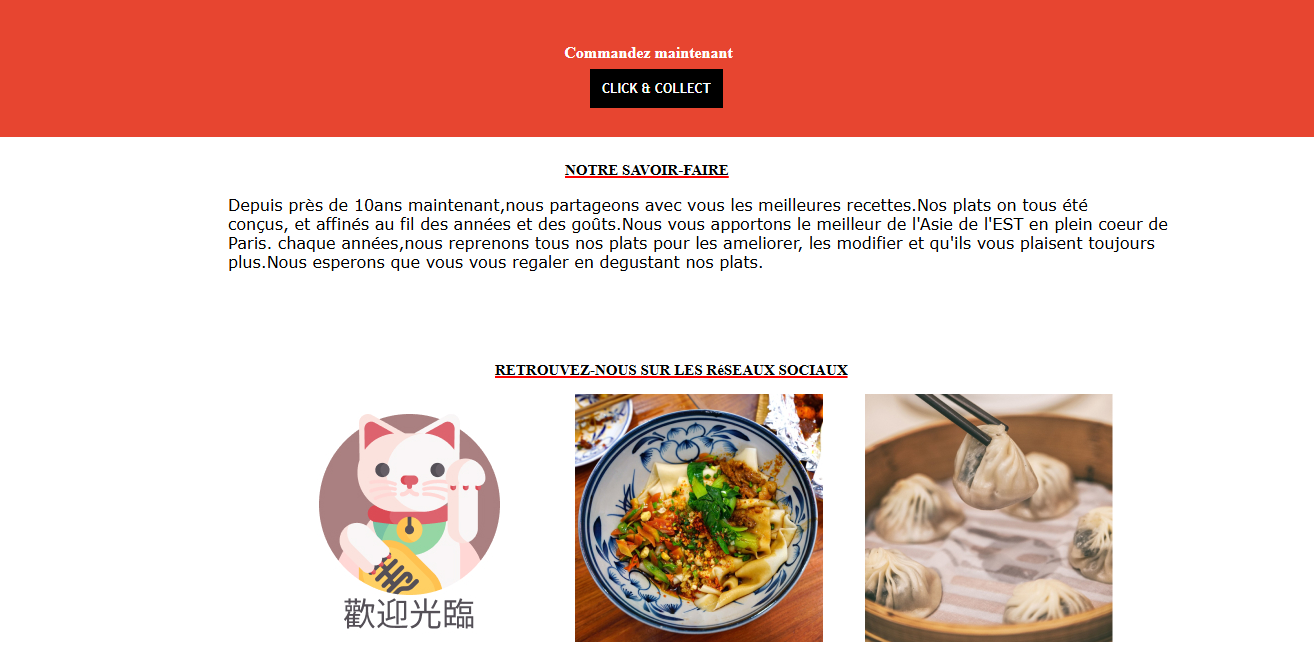 Commandez maintenant
CLICK & COLLECT
NOTRE SAVOIR-FAIRE
Depuis près de 10ans maintenant,nous partageons avec vous les meilleures recettes.Nos plats on tous été
conçus, et affinés au fil des années et des goûts.Nous vous apportons le meilleur de l'Asie de l'EST en plein coeur de
Paris. chaque années,nous reprenons tous nos plats pour les ameliorer, les modifier et qu'ils vous plaisent toujours
plus.Nous esperons que vous vous regaler en degustant nos plats.
RETROUVEZ-NOUS SUR LES RéSEAUX SOCIAUX
歡迎光臨